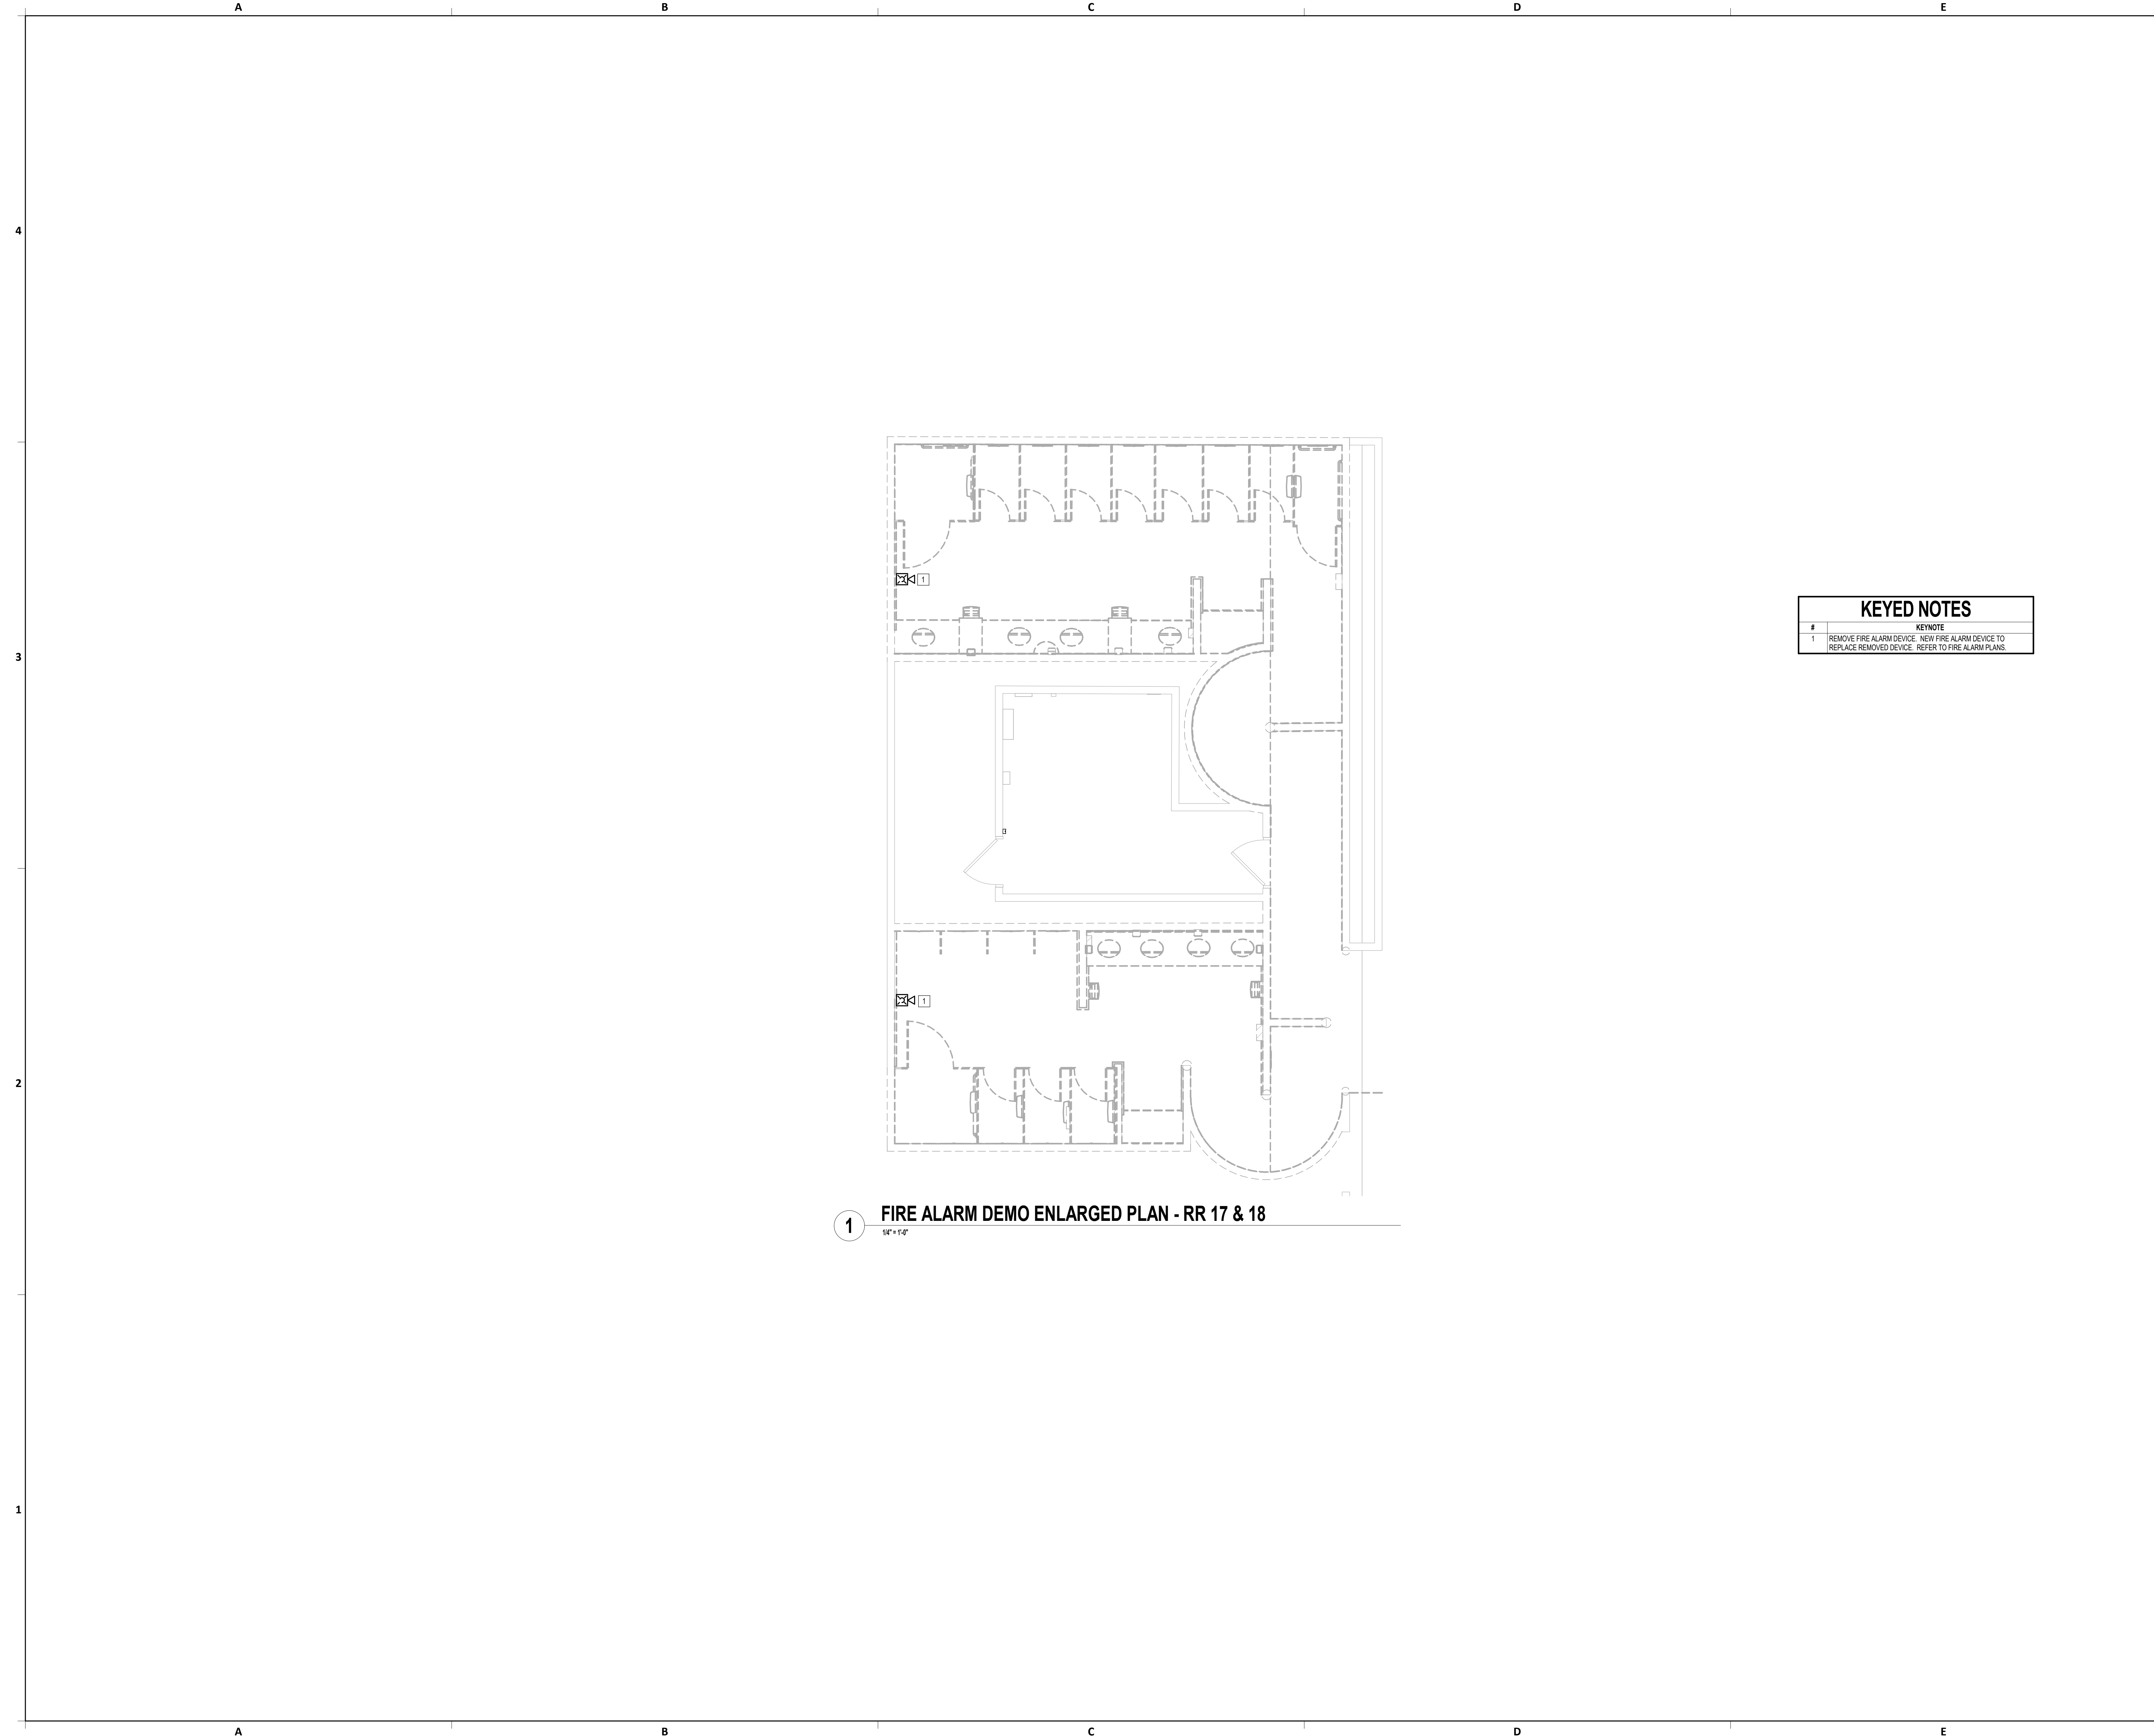 A B C D E
4
1
KEYED NOTES
# KEYNOTE
1 REMOVE FIRE ALARM DEVICE. NEW FIRE ALARM DEVICE TO
REPLACE REMOVED DEVICE. REFER TO FIRE ALARM PLANS.
3
1
2
1 FIRE ALARM DEMO ENLARGED PLAN - RR 17 & 18
1/4" = 1'-0"
1
A B C D E